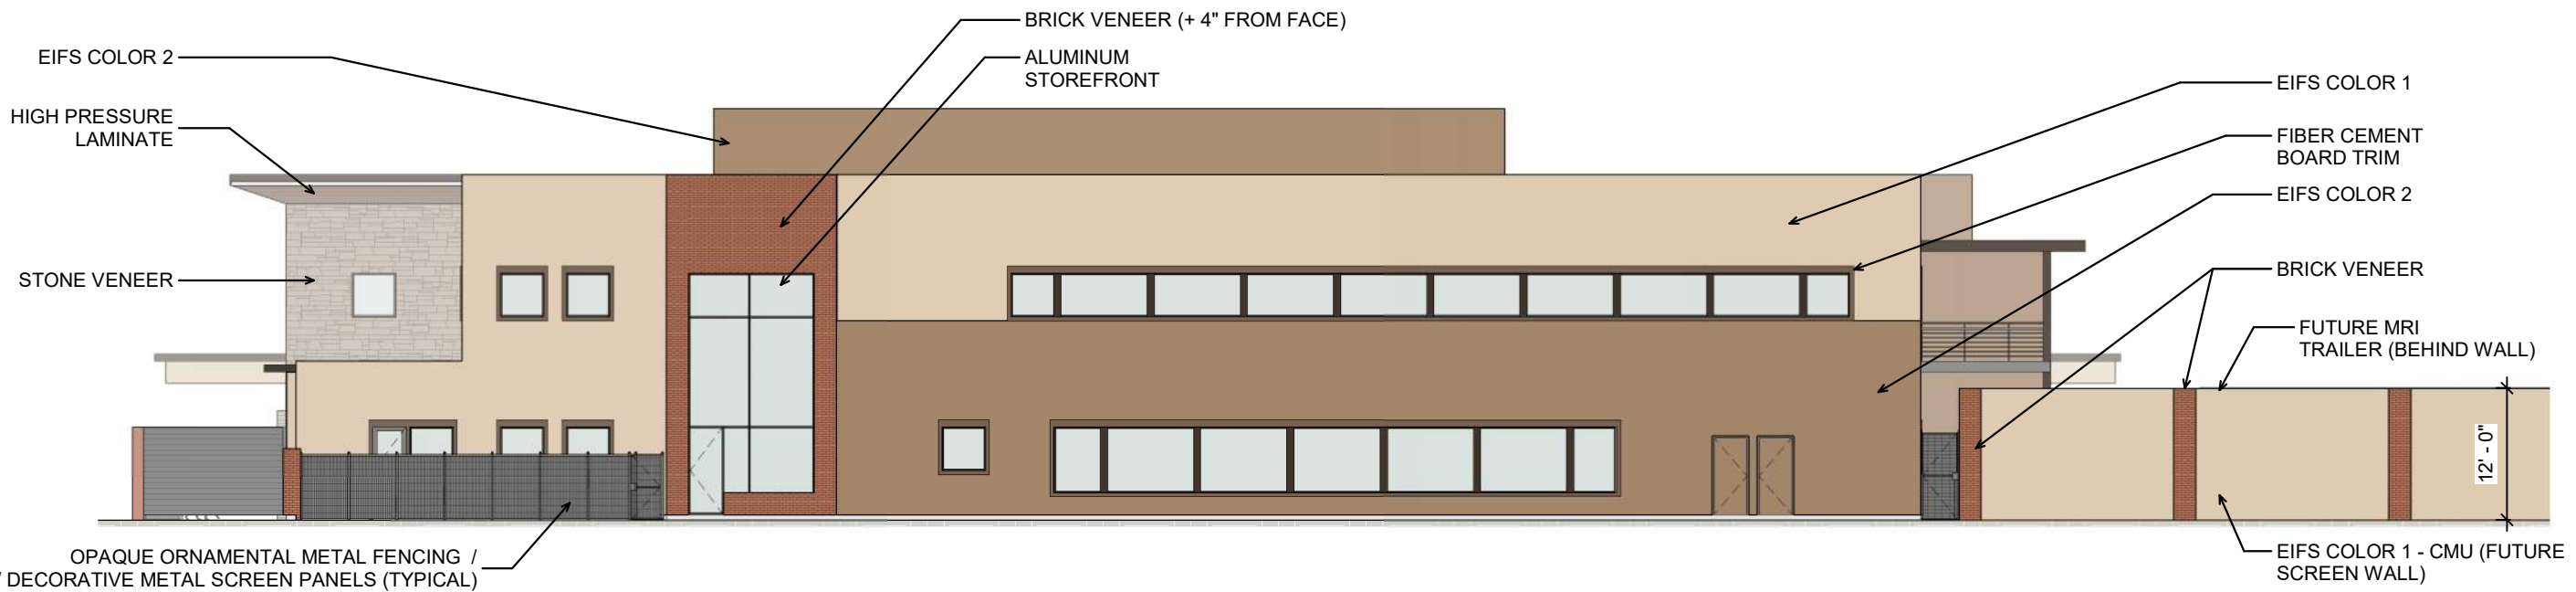 BRICK VENEER (+ 4" FROM FACE)
EIFS COLOR 2
ALUMINUM
STOREFRONT
HIGH PRESSURE
LAMINATE
STONE VENEER
EIFS COLOR 1
FIBER CEMENT
BOARD TRIM
EIFS COLOR 2
BRICK VENEER
FUTURE MRI
TRAILER (BEHIND WALL)
12' - 0"
OPAQUE ORNAMENTAL METAL FENCING /
DECORATIVE METAL SCREEN PANELS (TYPICAL)
EIFS COLOR 1 - CMU (FUTURE
SCREEN WALL)